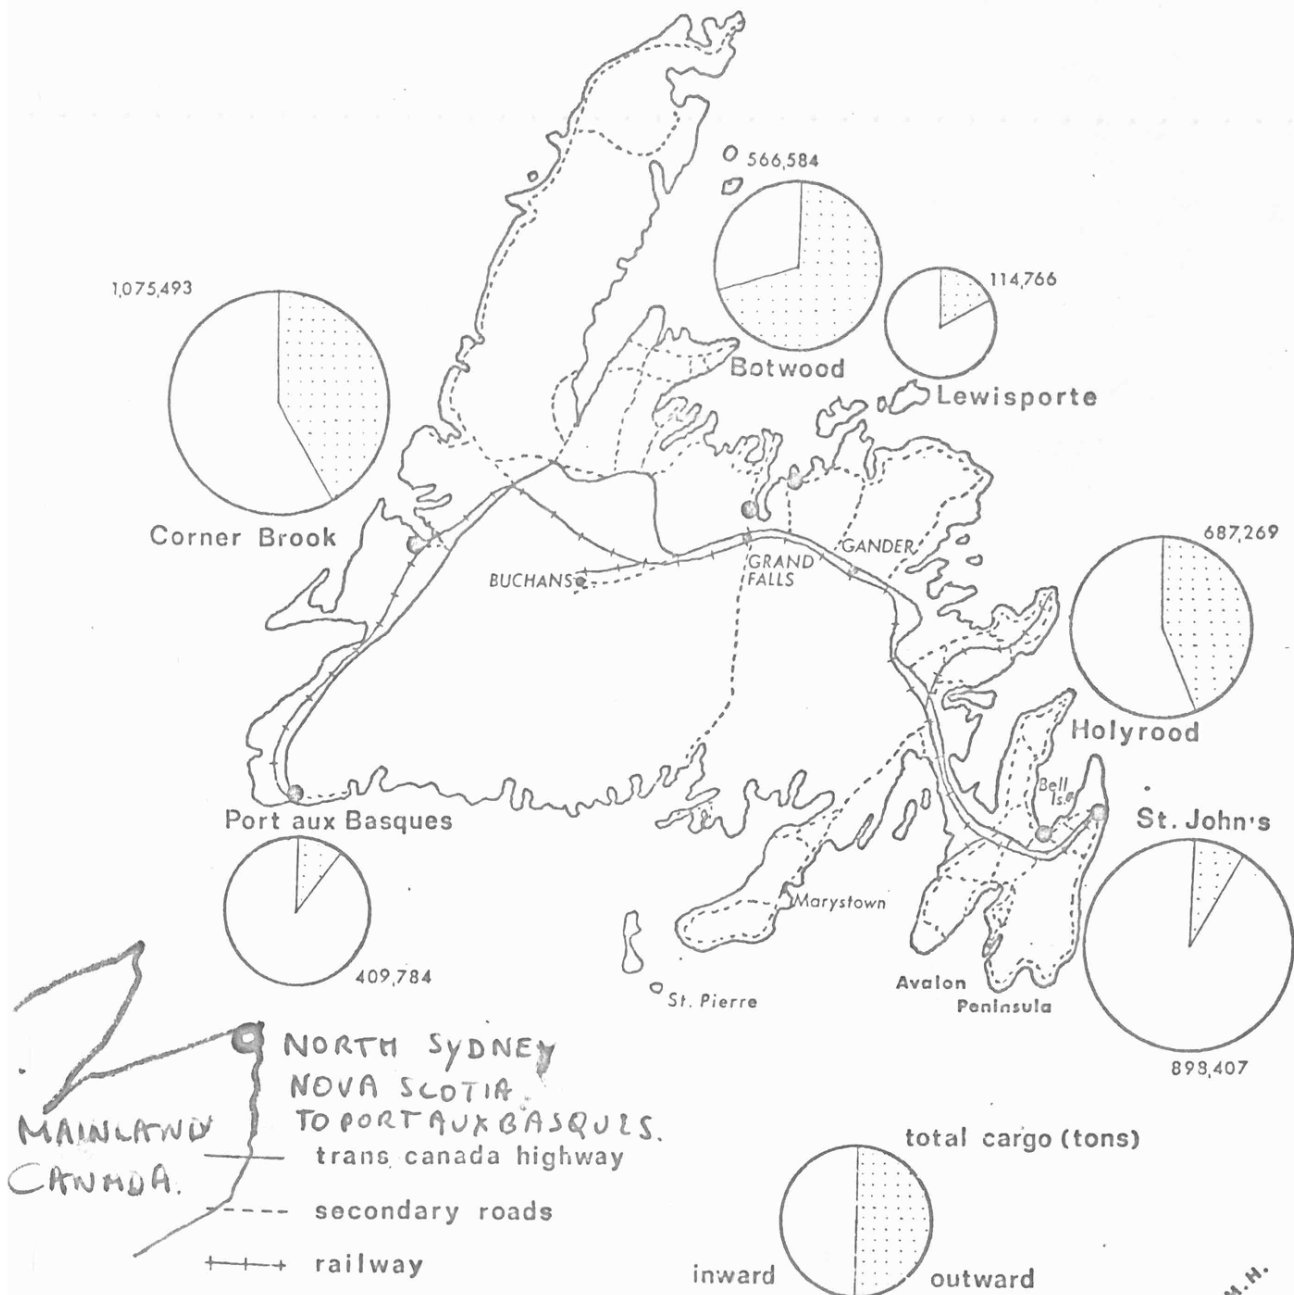 566,584
114,766
1,075,493
Botwood
Lewisporte
Corner Brook
687,269
GANDER
GRAND
FALLS
BUCHANS
Holyrood
Bell
Is.
Port aux Basques
St. John's
Marystown
409,784
Avalon
Peninsula
St. Pierre
NORTH SYDNEY
NOVA SCOTIA.
TO PORT AUX BASQUES.
MAINLAND
CANADA.
898,407
total cargo (tons)
trans canada highway
secondary roads
railway
inward
outward
M.H.